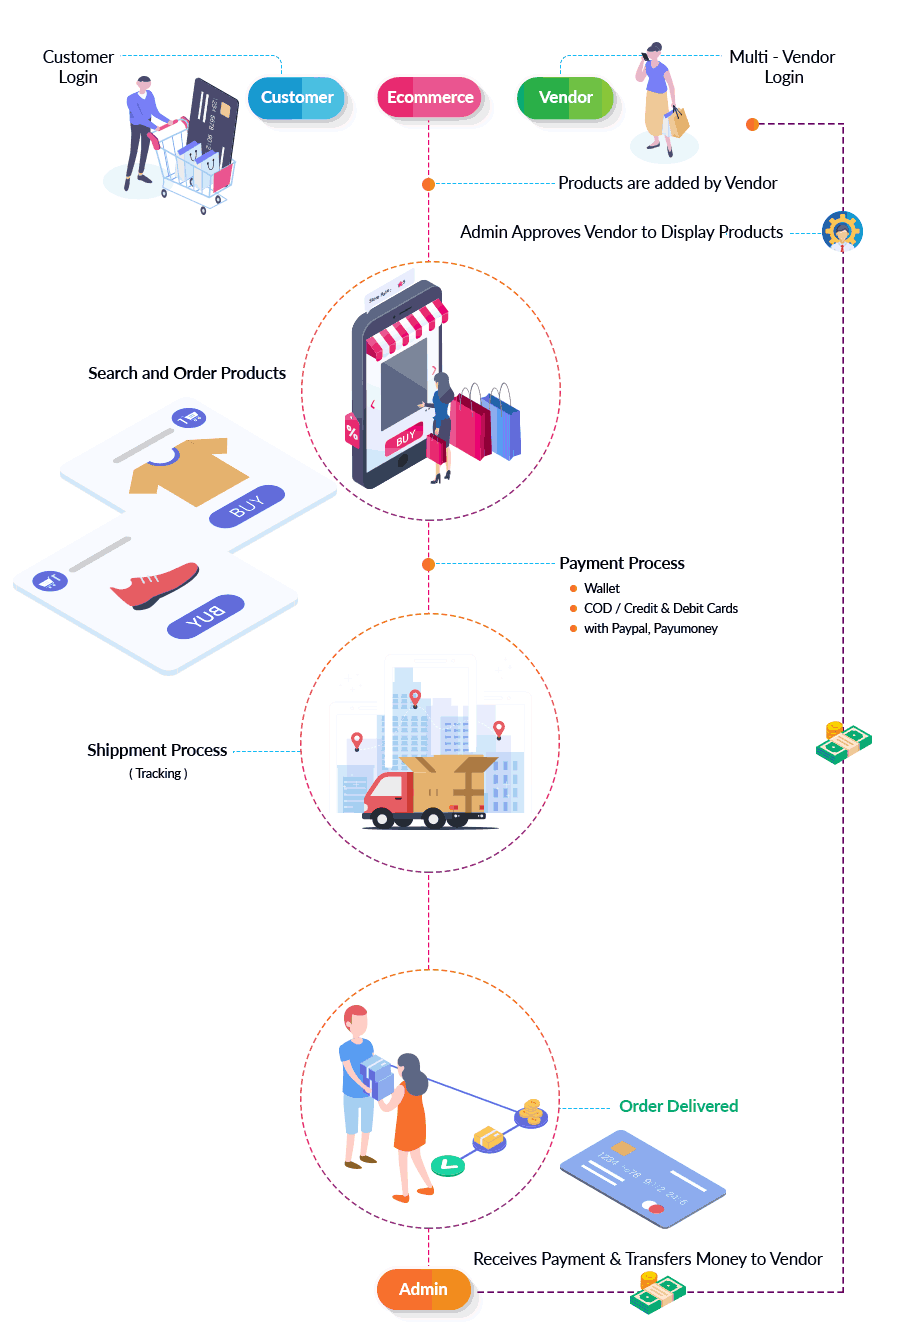 Customer
Login
Customer
Ecommerce
Vendor
Multi - Vendor
Login
Products are added by Vendor
Admin Approves Vendor to Display Products
Search and Order Products
%
BUY
BUY
BUY
Payment Process
Wallet
COD / Credit & Debit Cards
with Paypal, Payumoney
Shippment Process
( Tracking )
Order Delivered
1234
Receives Payment & Transfers Money to Vendor
Admin